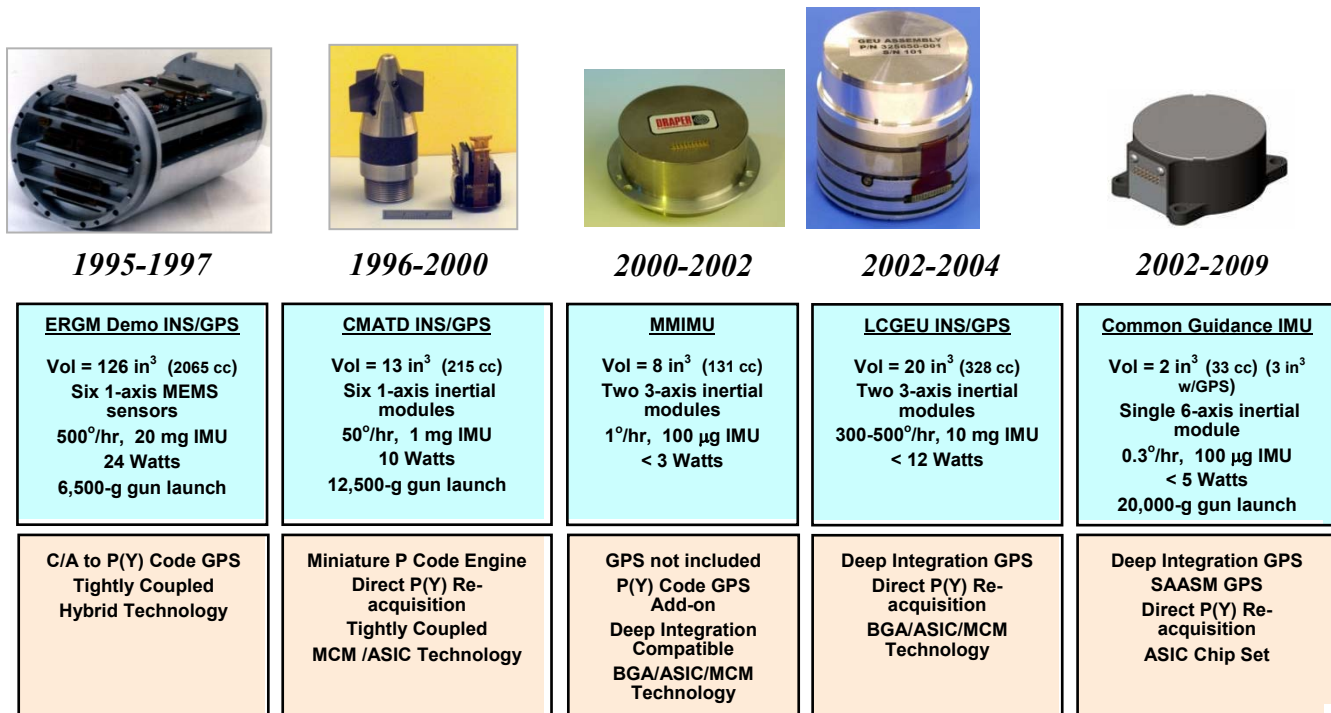 DRAPER
GEU ASSEMBLY
P/N 325650-001
S/N 101
1995-1997
1996-2000
2000-2002
2002-2004
2002-2009
ERGM Demo INS/GPS
Vol = 126 in³ (2065 cc)
Six 1-axis MEMS
sensors
500°/hr, 20 mg IMU
24 Watts
6,500-g gun launch
CMATD INS/GPS
Vol = 13 in³ (215 cc)
Six 1-axis inertial
modules
50°/hr, 1 mg IMU
10 Watts
12,500-g gun launch
MMIMU
Vol = 8 in³ (131 cc)
Two 3-axis inertial
modules
1°/hr, 100 µg IMU
< 3 Watts
LCGEU INS/GPS
Vol = 20 in³ (328 cc)
Two 3-axis inertial
modules
300-500°/hr, 10 mg IMU
< 12 Watts
Common Guidance IMU
Vol = 2 in³ (33 cc) (3 in³
w/GPS)
Single 6-axis inertial
module
0.3°/hr, 100 µg IMU
< 5 Watts
20,000-g gun launch
C/A to P(Y) Code GPS
Tightly Coupled
Hybrid Technology
Miniature P Code Engine
Direct P(Y) Re-
acquisition
Tightly Coupled
MCM /ASIC Technology
GPS not included
P(Y) Code GPS
Add-on
Deep Integration
Compatible
BGA/ASIC/MCM
Technology
Deep Integration GPS
Direct P(Y) Re-
acquisition
BGA/ASIC/MCM
Technology
Deep Integration GPS
SAASM GPS
Direct P(Y) Re-
acquisition
ASIC Chip Set